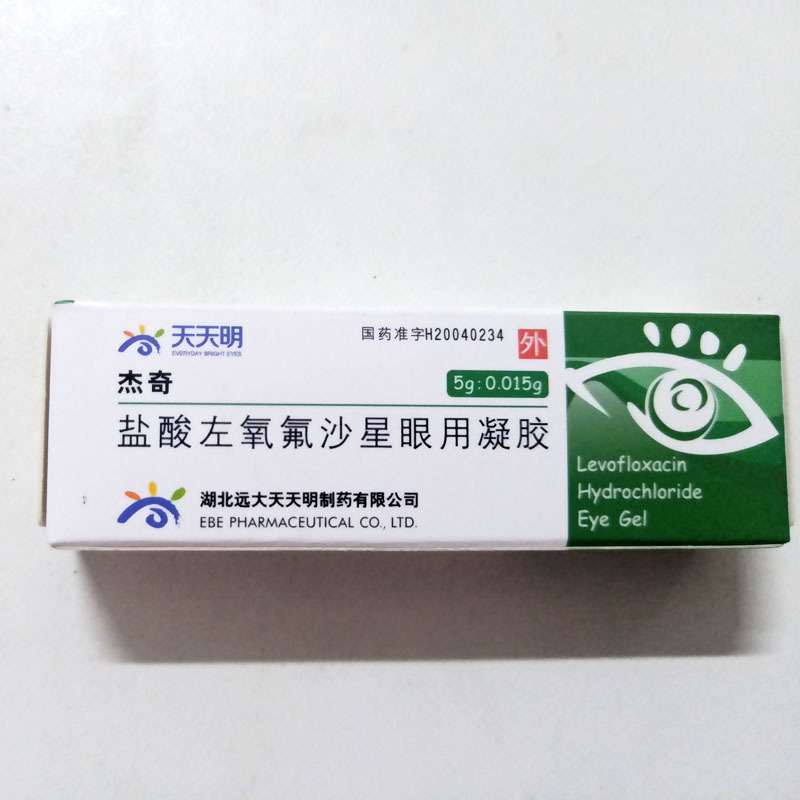 天天明
EVERYDAY BRIGHT EYES
国药准字H20040234
外
杰奇
5g:0.015g
盐酸左氧氟沙星眼用凝胶
Levofloxacin
Hydrochloride
Eye Gel
湖北远大天天明制药有限公司
EBE PHARMACEUTICAL CO., LTD.